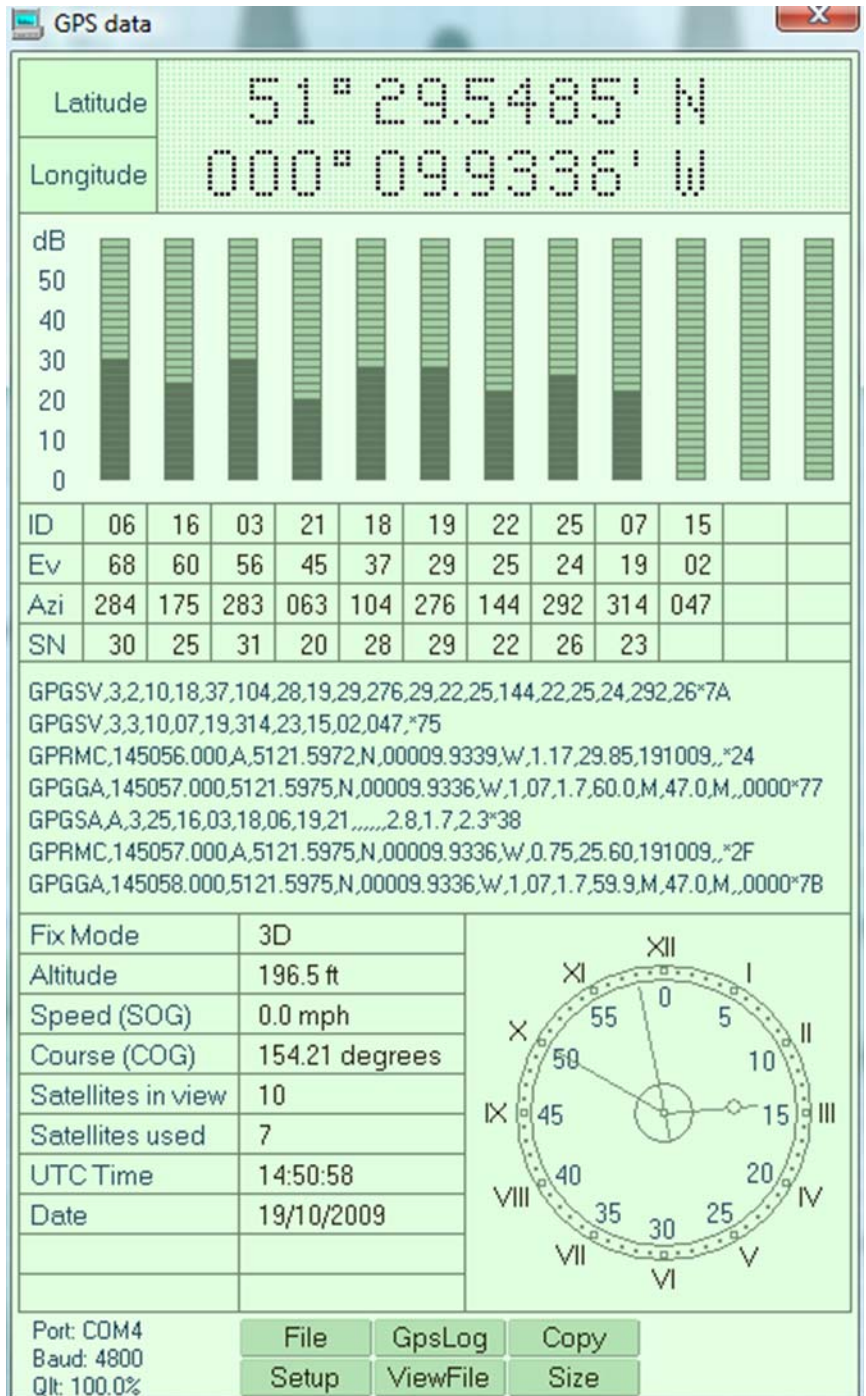 GPS data
X
Latitude 51° 29.5485' N
Longitude 000° 09.9336' W
dB
50
40
30
20
10
0
ID 06 16 03 21 18 19 22 25 07 15
Ev 68 60 56 45 37 29 25 24 19 02
Azi 284 175 283 063 104 276 144 292 314 047
SN 30 25 31 20 28 29 22 26 23
GPGSV,3,2,10,18,37,104,28,19,29,276,29,22,25,144,22,25,24,292,26*7A
GPGSV,3,3,10,07,19,314,23,15,02,047,*75
GPRMC,145056.000,A,5121.5972,N,00009.9339,W,1.17,29.85,191009,,*24
GPGGA,145057.000,5121.5975,N,00009.9336,W,1,07,1.7,60.0,M,47.0,M,,0000*77
GPGSA,A,3,25,16,03,18,06,19,21,,,,,,2.8,1.7,2.3*38
GPRMC,145057.000,A,5121.5975,N,00009.9336,W,0.75,25.60,191009,,*2F
GPGGA,145058.000,5121.5975,N,00009.9336,W,1,07,1.7,59.9,M,47.0,M,,0000*7B
Fix Mode 3D
Altitude 196.5 ft
Speed (SOG) 0.0 mph
Course (COG) 154.21 degrees
Satellites in view 10
Satellites used 7
UTC Time 14:50:58
Date 19/10/2009
XII
I
II
III
IV
V
VI
VII
VIII
IX
X
XI
0
5
10
15
20
25
30
35
40
45
50
55
Port: COM4
Baud: 4800
Qlt: 100.0%
File GpsLog Copy
Setup ViewFile Size